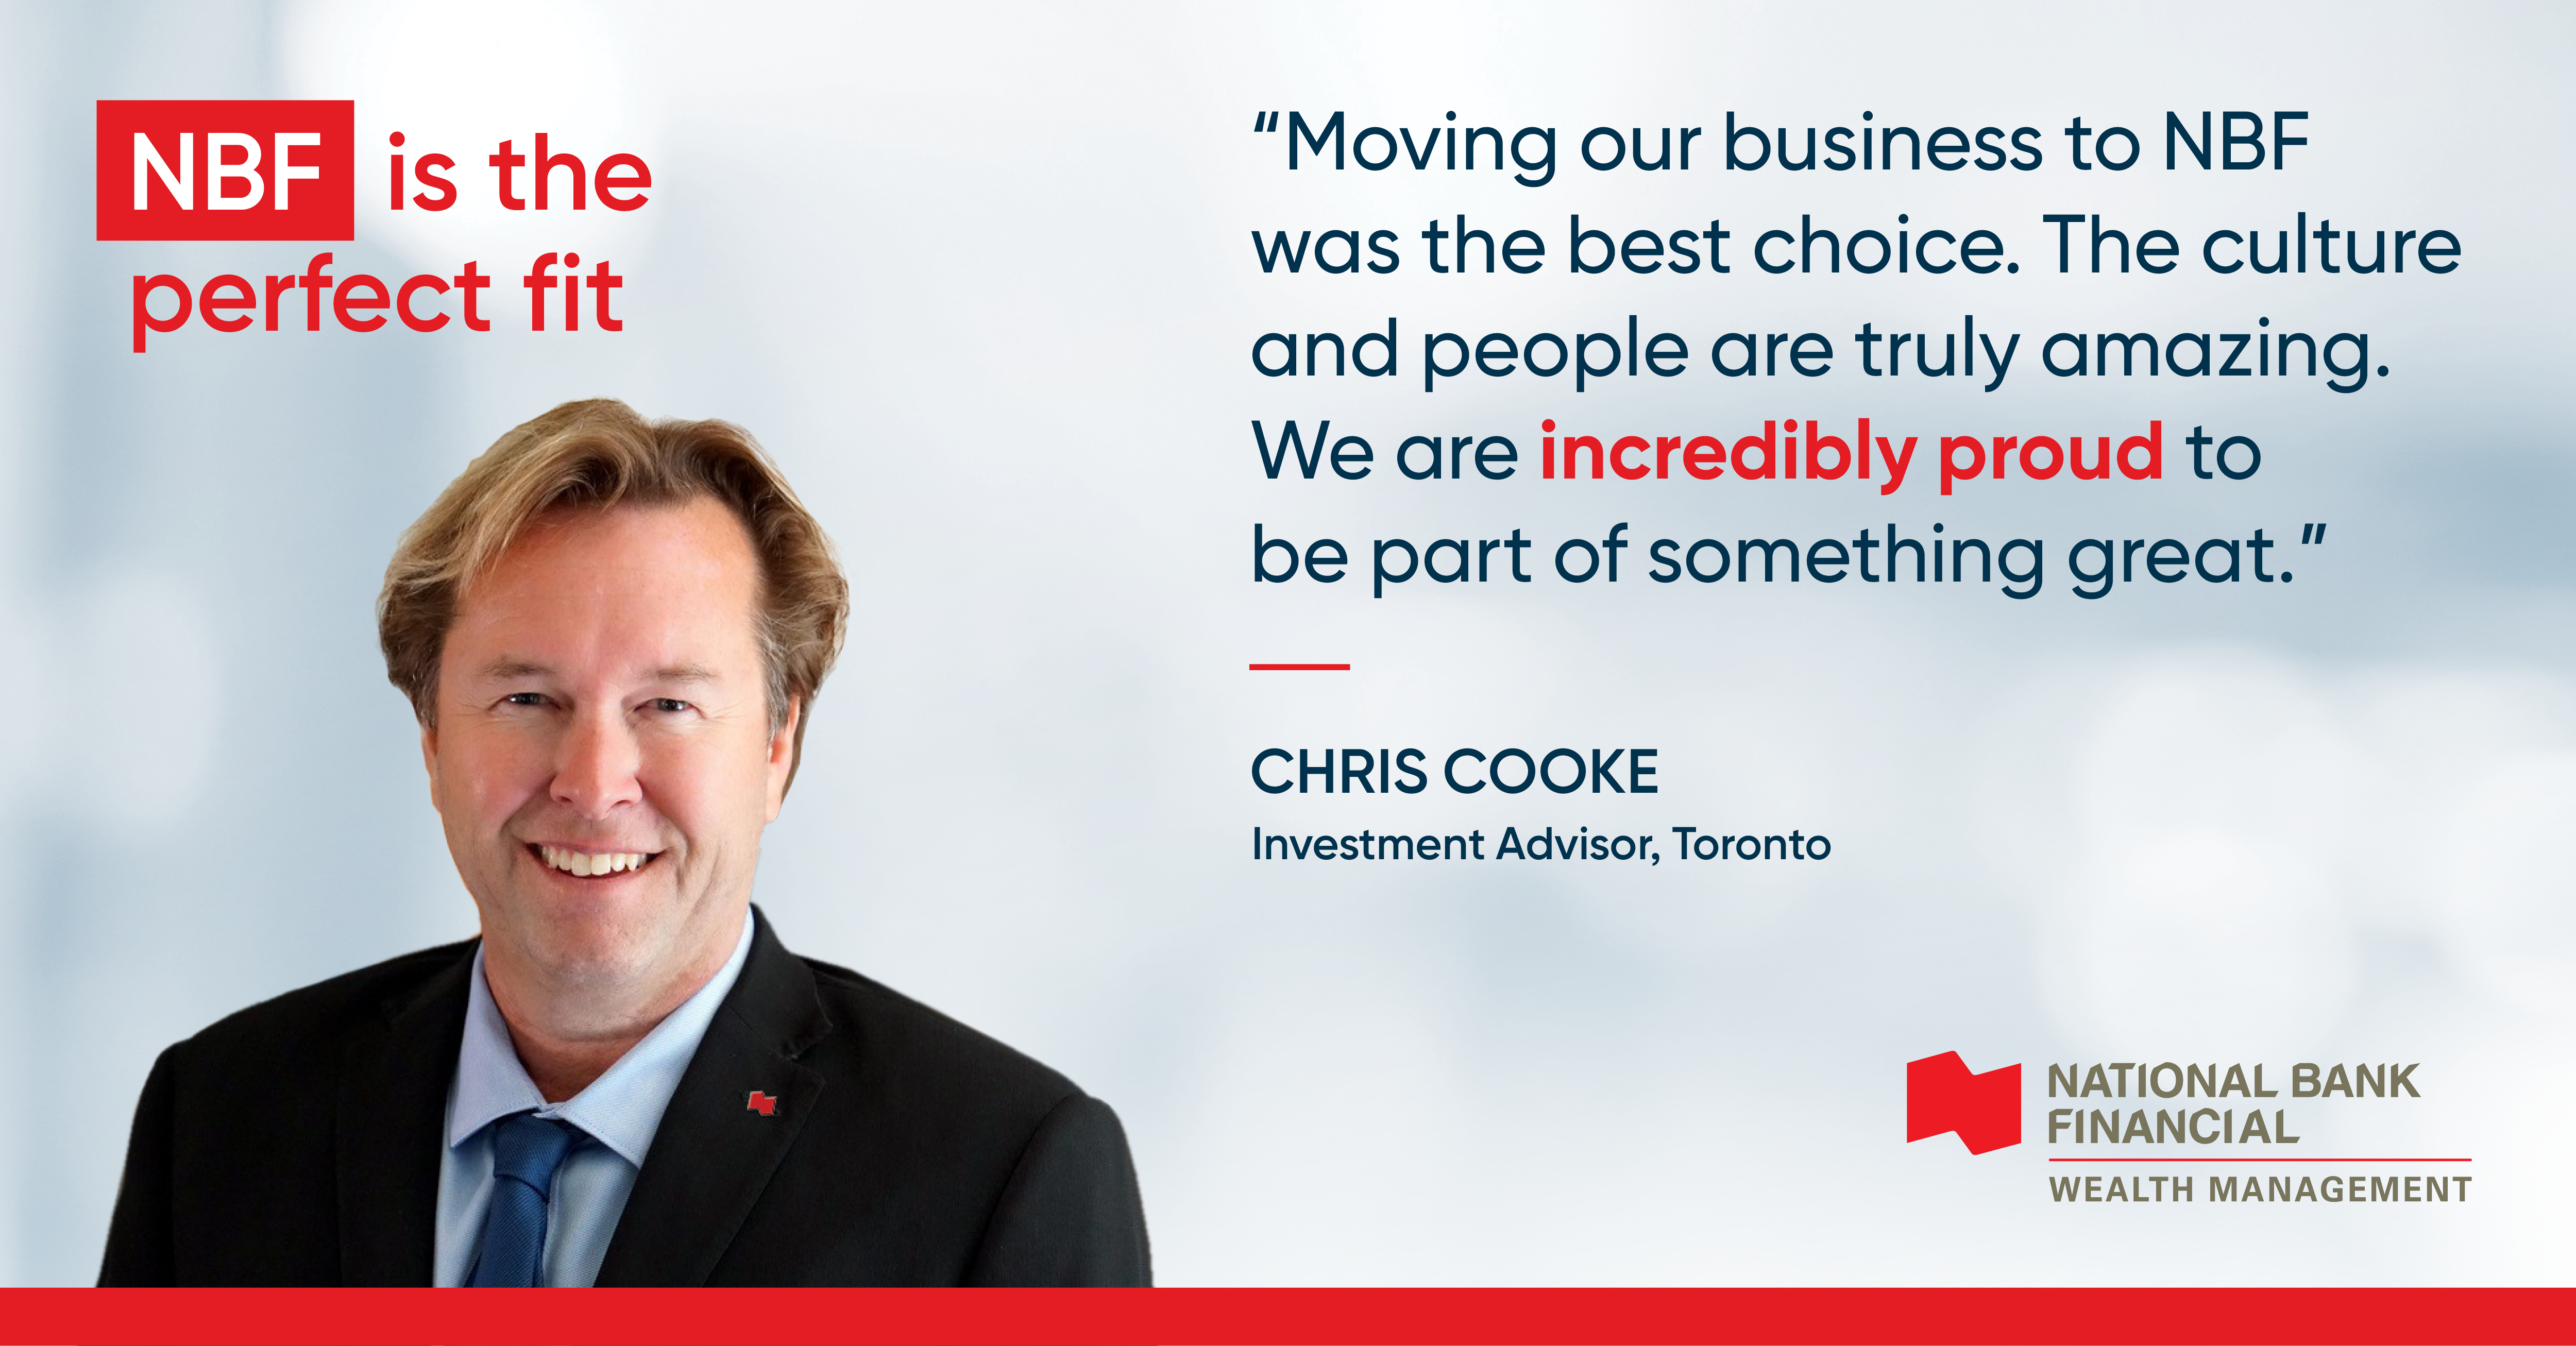 NBF is the
perfect fit
“Moving our business to NBF
was the best choice. The culture
and people are truly amazing.
We are incredibly proud to
be part of something great.”
CHRIS COOKE
Investment Advisor, Toronto
NATIONAL BANK
FINANCIAL
WEALTH MANAGEMENT